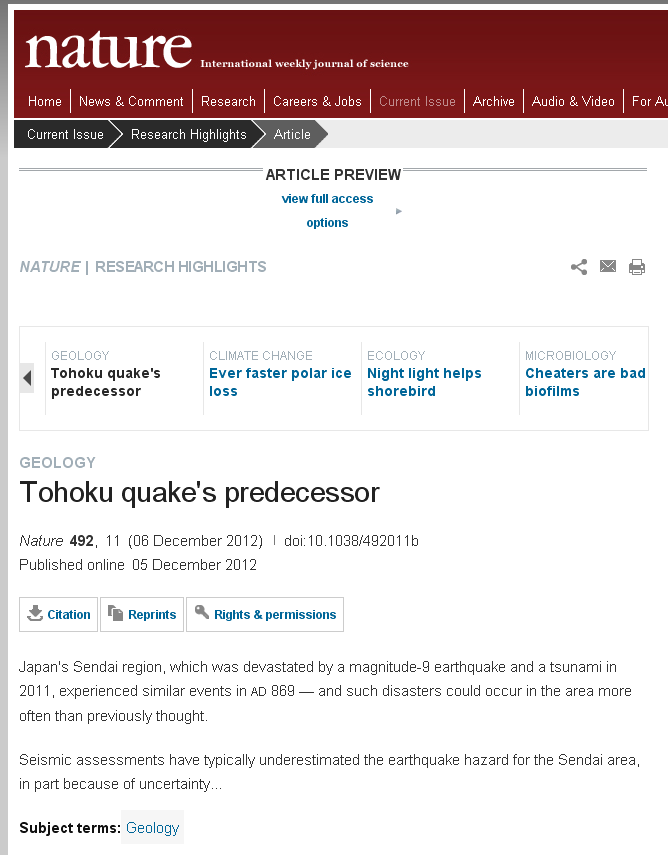 nature International weekly journal of science
Home News & Comment Research Careers & Jobs Current Issue Archive Audio & Video For Au
Current Issue Research Highlights Article
ARTICLE PREVIEW
view full access
options
NATURE | RESEARCH HIGHLIGHTS
GEOLOGY
Tohoku quake's
predecessor
CLIMATE CHANGE
Ever faster polar ice
loss
ECOLOGY
Night light helps
shorebird
MICROBIOLOGY
Cheaters are bad
biofilms
GEOLOGY
Tohoku quake's predecessor
Nature 492, 11 (06 December 2012) | doi:10.1038/492011b
Published online 05 December 2012
Citation Reprints Rights & permissions
Japan's Sendai region, which was devastated by a magnitude-9 earthquake and a tsunami in
2011, experienced similar events in AD 869 — and such disasters could occur in the area more
often than previously thought.
Seismic assessments have typically underestimated the earthquake hazard for the Sendai area,
in part because of uncertainty...
Subject terms: Geology